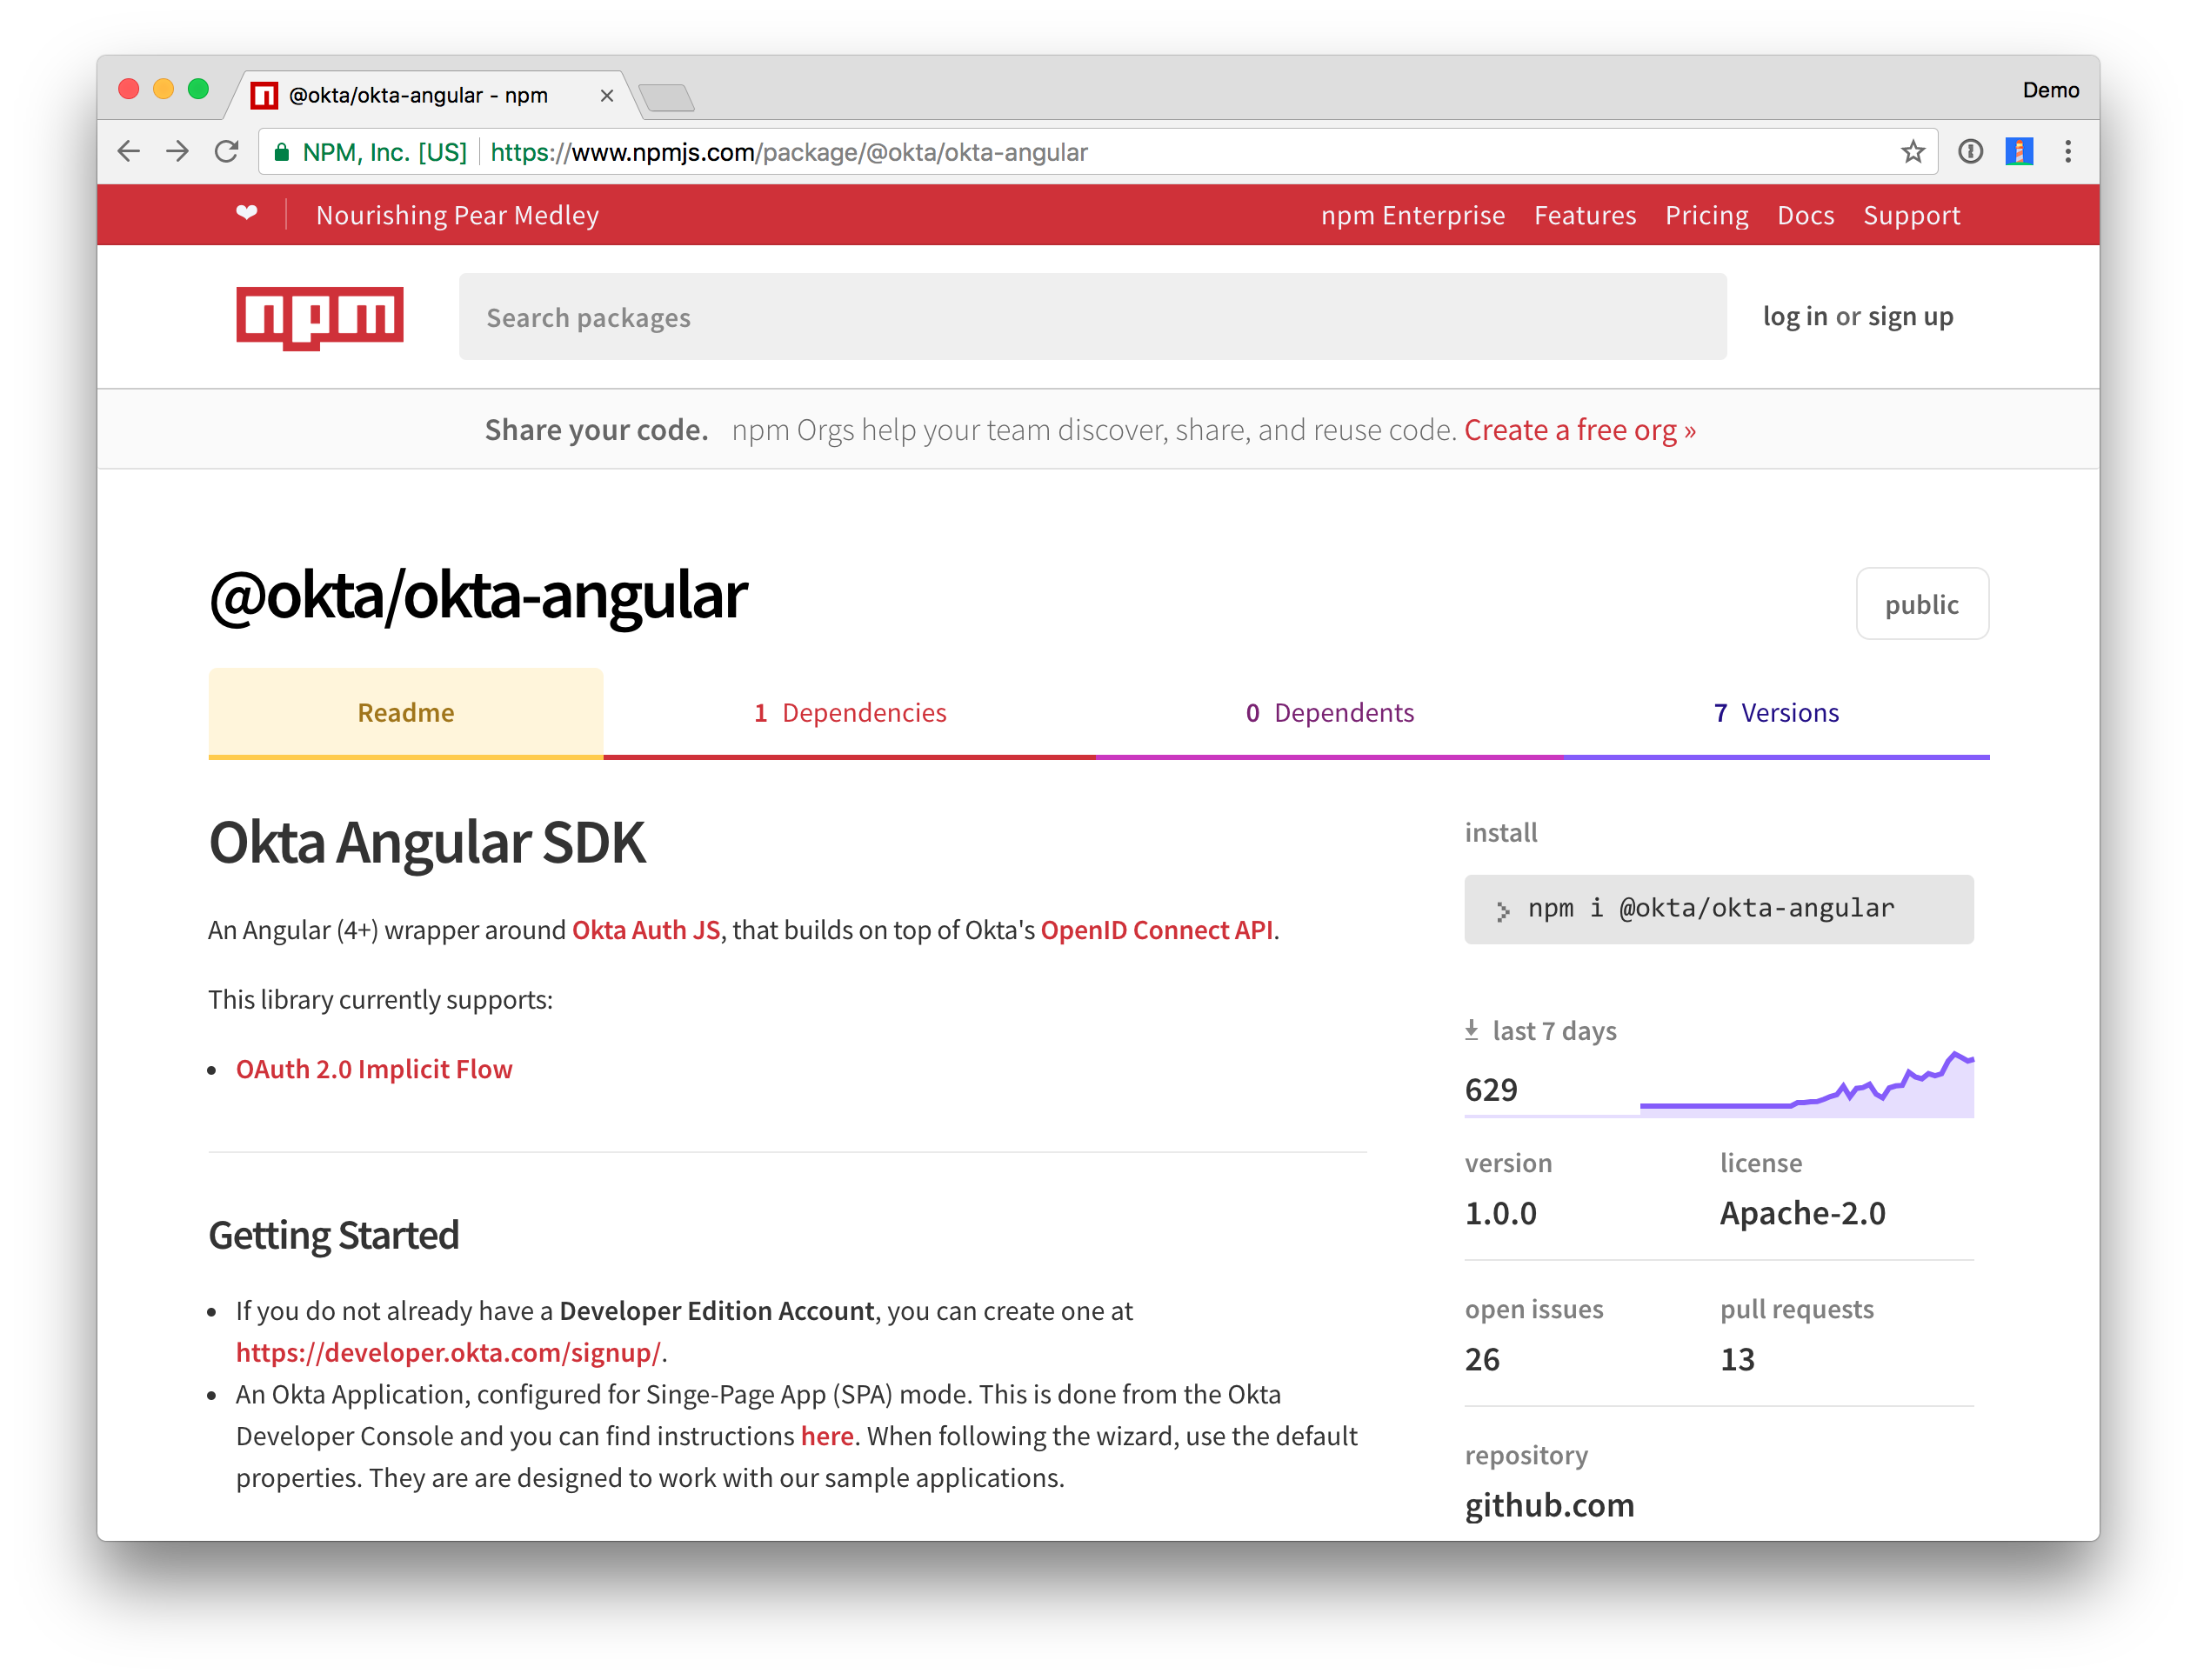 @okta/okta-angular - npm
Demo
NPM, Inc. [US] https://www.npmjs.com/package/@okta/okta-angular
❤ Nourishing Pear Medley
npm Enterprise Features Pricing Docs Support
npm
Search packages
log in or sign up
Share your code. npm Orgs help your team discover, share, and reuse code. Create a free org »
@okta/okta-angular
public
Readme
1 Dependencies
0 Dependents
7 Versions
Okta Angular SDK
An Angular (4+) wrapper around Okta Auth JS, that builds on top of Okta's OpenID Connect API.
This library currently supports:
• OAuth 2.0 Implicit Flow
Getting Started
• If you do not already have a Developer Edition Account, you can create one at
https://developer.okta.com/signup/.
• An Okta Application, configured for Singe-Page App (SPA) mode. This is done from the Okta
Developer Console and you can find instructions here. When following the wizard, use the default
properties. They are are designed to work with our sample applications.
install
npm i @okta/okta-angular
last 7 days
629
version
1.0.0
license
Apache-2.0
open issues
26
pull requests
13
repository
github.com